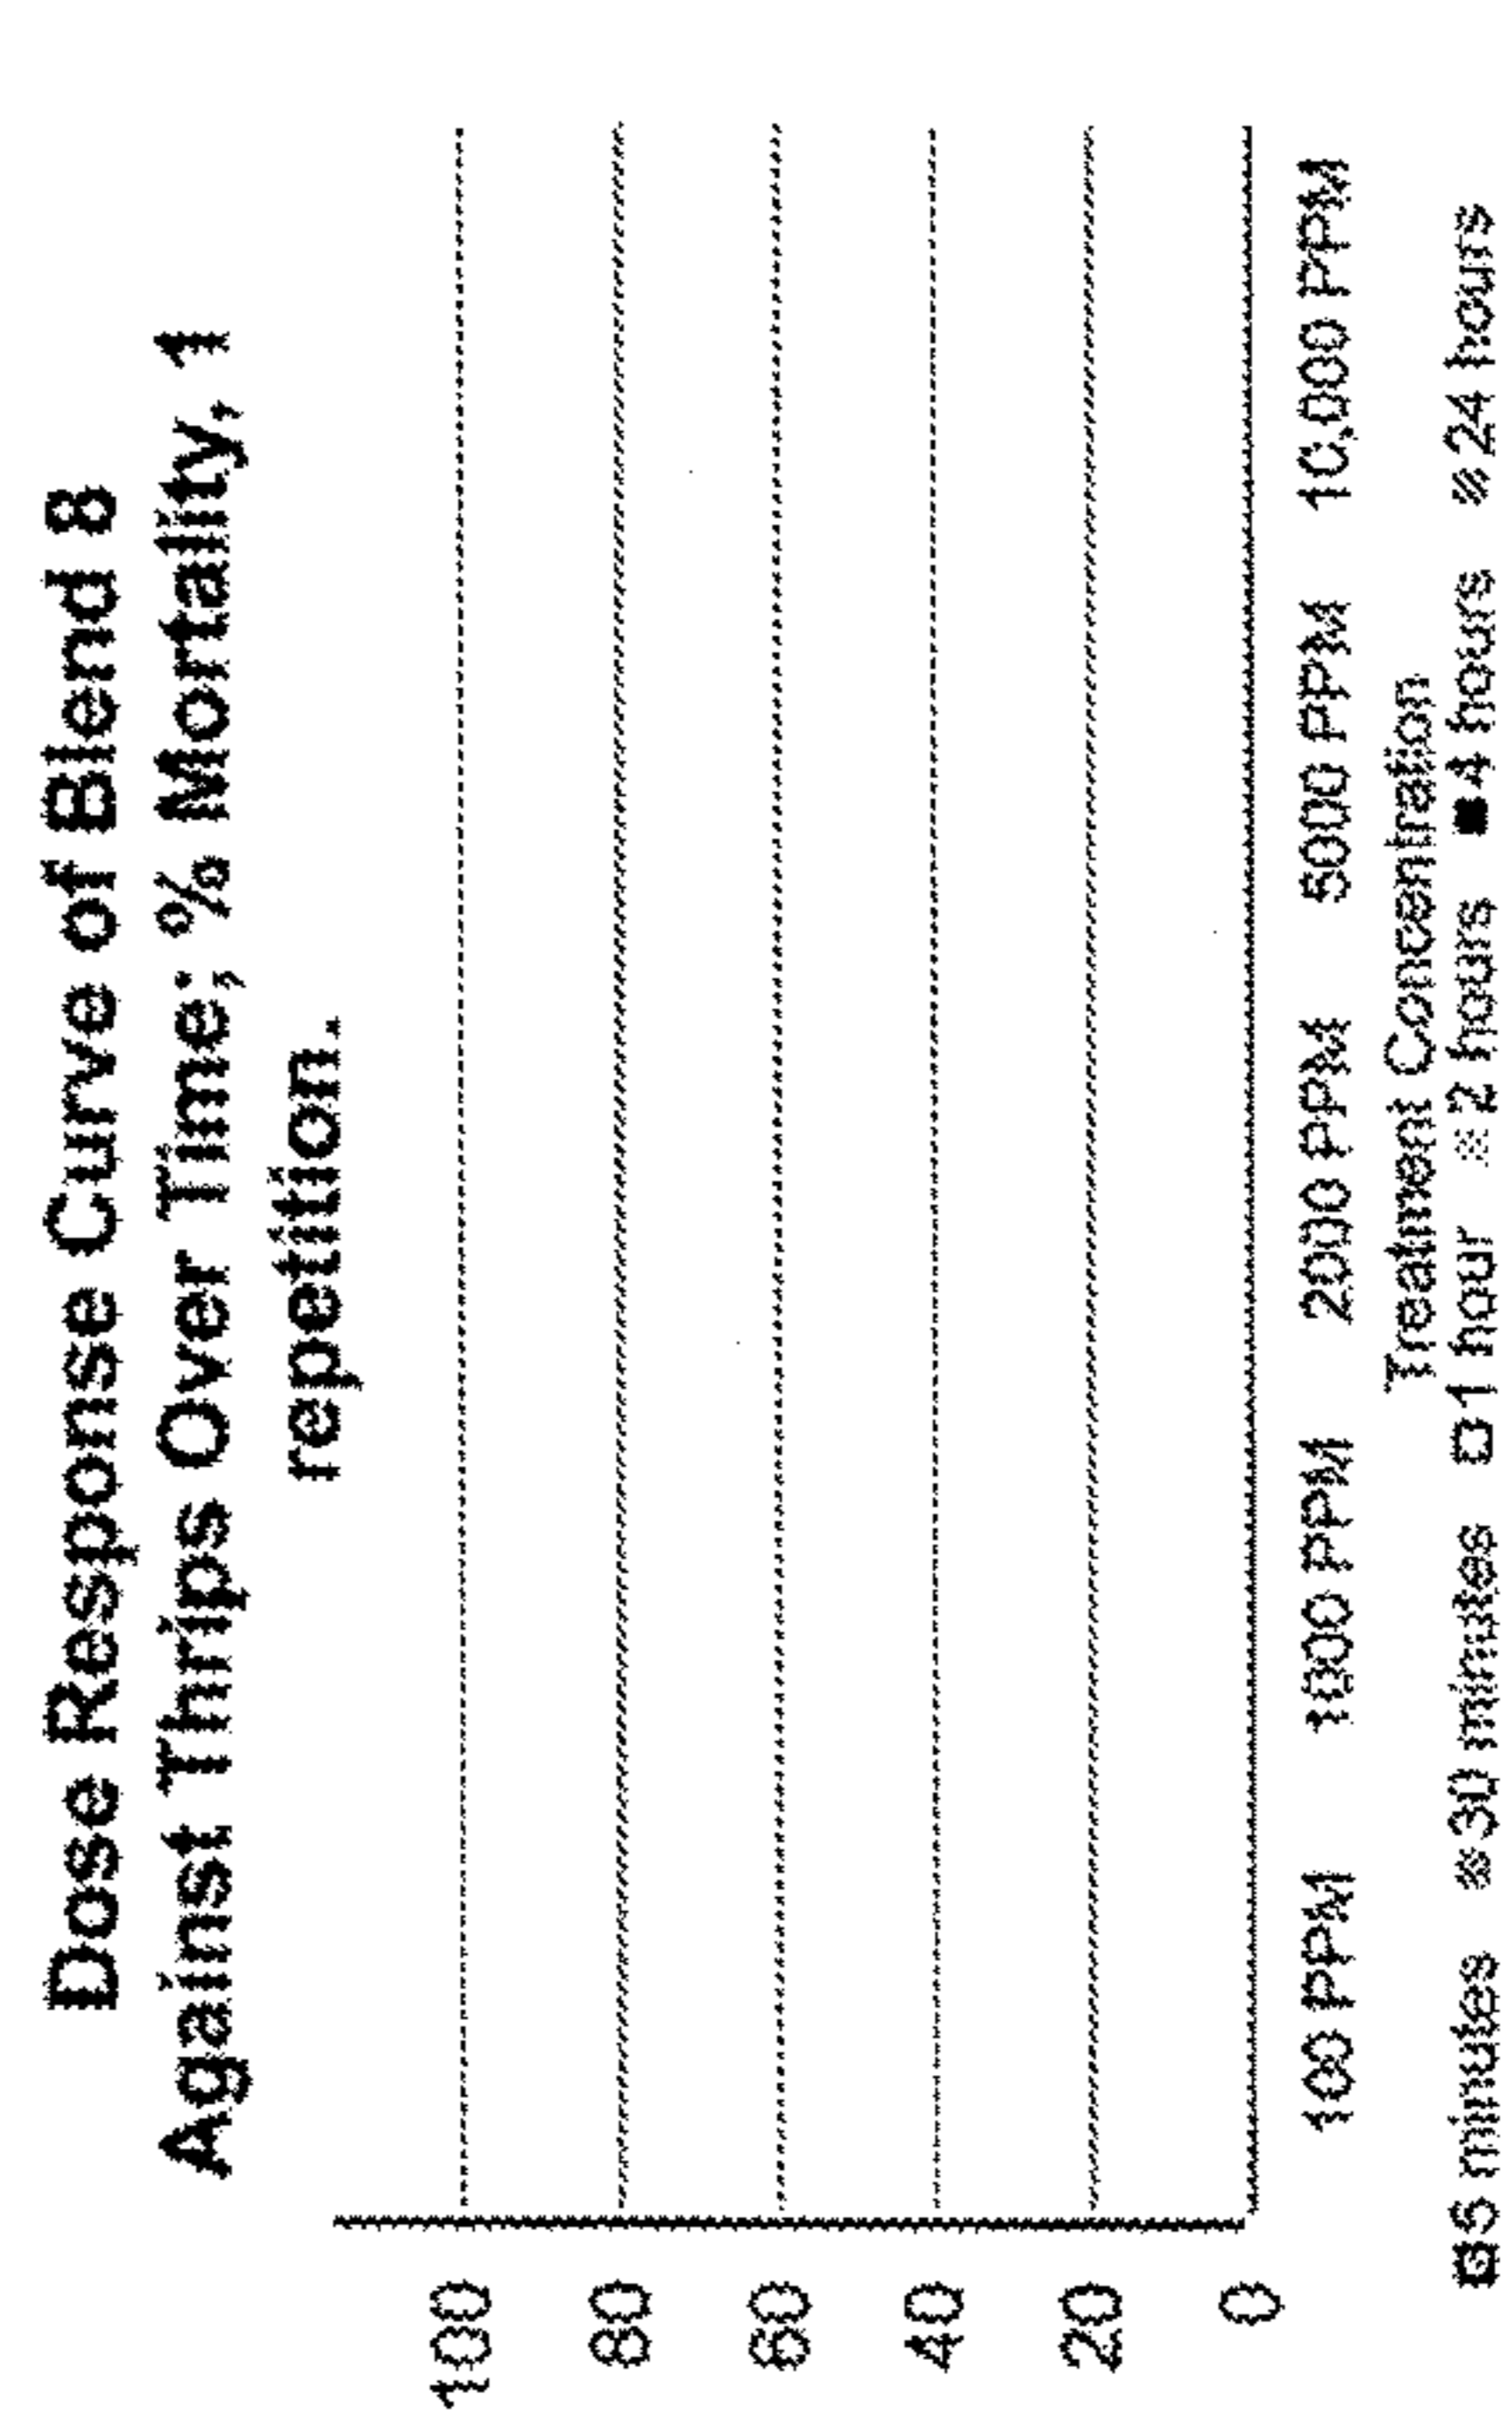 Dose Response Curve of Blend 8
Against Thrips Over Time; % Mortality, 1
repetition.
100
80
60
40
20
0
100 PPM 1000 PPM 2000 PPM 5000 PPM 10,000 PPM
Treatment Concentration
5 minutes 30 minutes 1 hour 2 hours 4 hours 24 hours